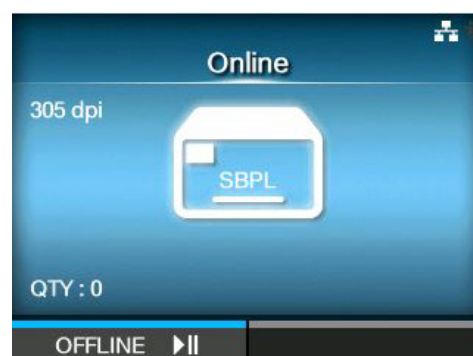 Online
305 dpi
SBPL
QTY : 0
OFFLINE